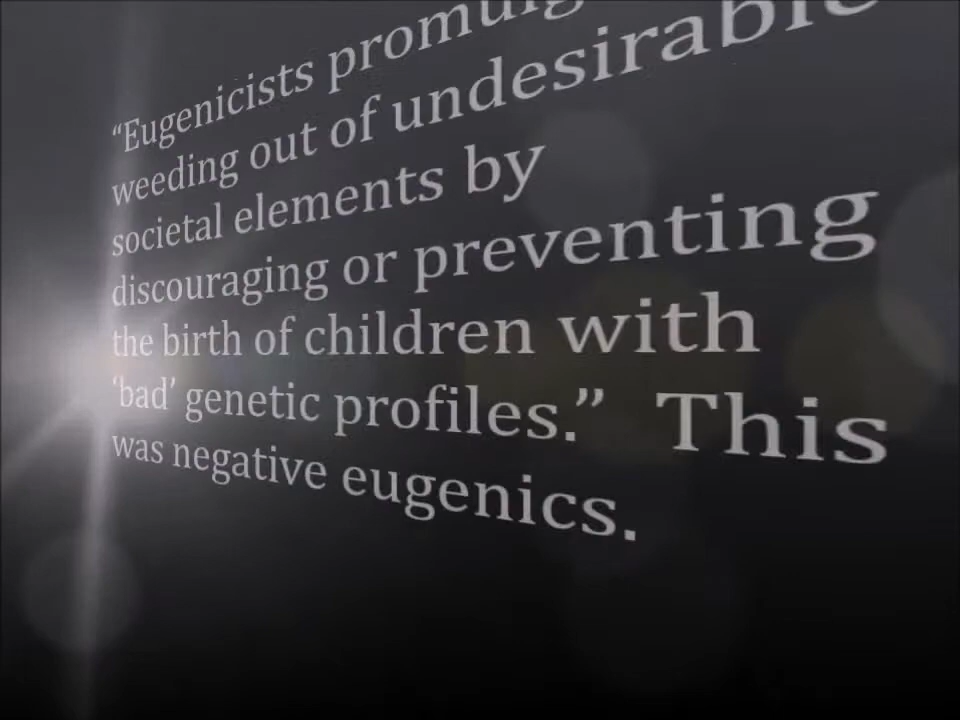 “Eugenicists
weeding out of undesirable
societal elements by
discouraging or preventing
the birth of children with
‘bad’ genetic profiles.” This
was negative eugenics.